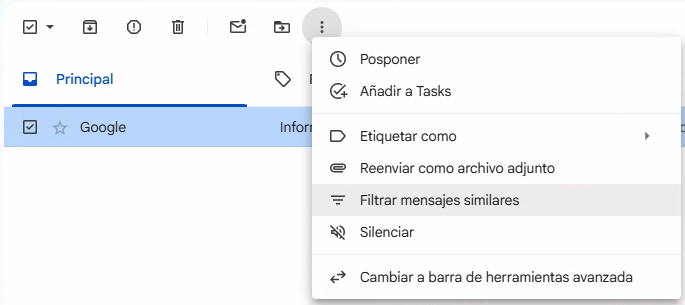 Posponer
Principal
Añadir a Tasks
Google
Etiquetar como
Reenviar como archivo adjunto
Filtrar mensajes similares
Silenciar
Cambiar a barra de herramientas avanzada